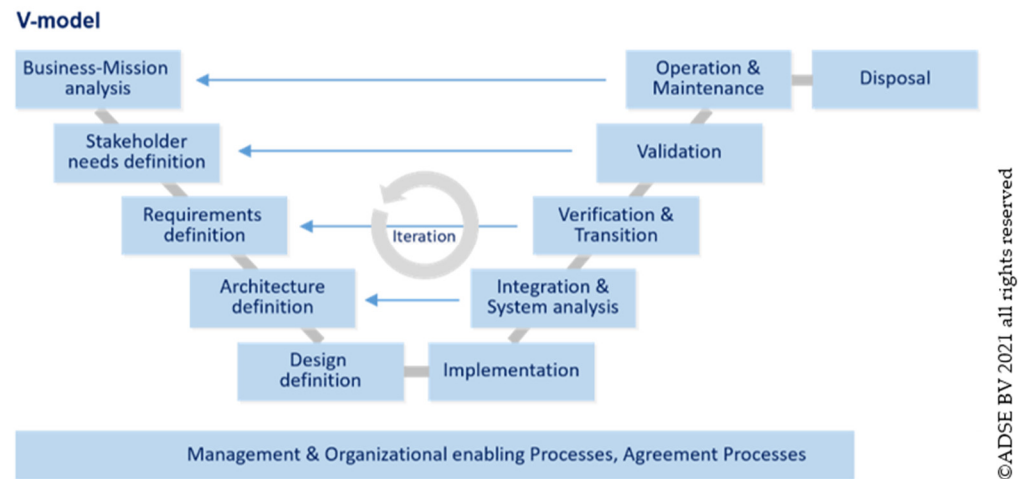 V-model
Business-Mission
analysis
Operation &
Maintenance
Disposal
Stakeholder
needs definition
Validation
Requirements
definition
Iteration
Verification &
Transition
Architecture
definition
Integration &
System analysis
Design
definition
Implementation
Management & Organizational enabling Processes, Agreement Processes
©ADSE BV 2021 all rights reserved